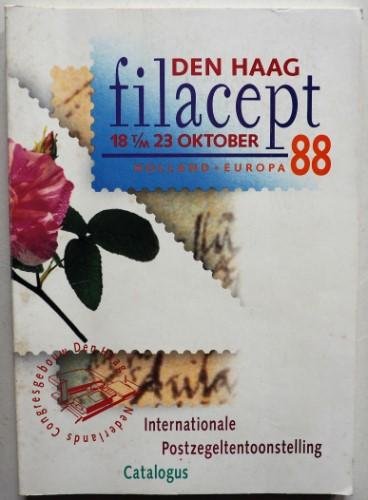 DEN HAAG
filacept
18 T/M 23 OKTOBER
HOLLAND - EUROPA 88
Nederlands Congresgebouw Den Haag
Internationale
Postzegeltentoonstelling
Catalogus